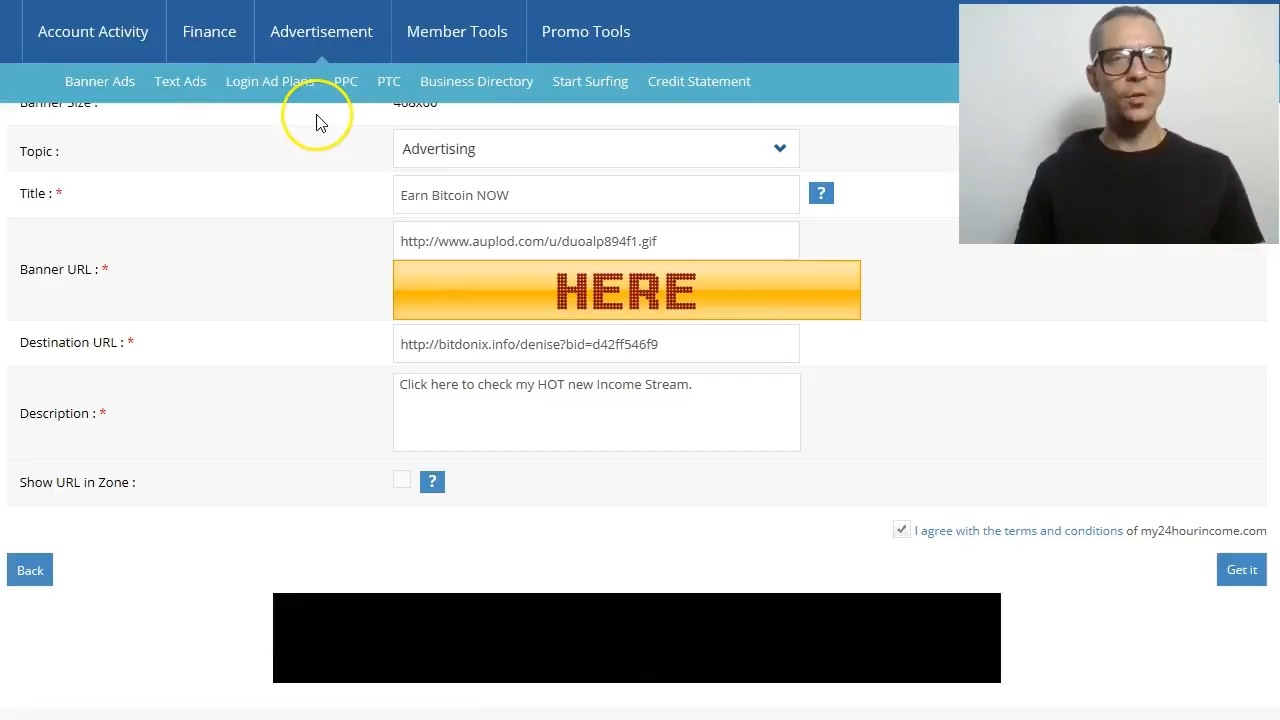 Account Activity Finance Advertisement Member Tools Promo Tools
Banner Ads Text Ads Login Ad Plans PPC PTC Business Directory Start Surfing Credit Statement
Banner Size : 468x60
Topic : Advertising
Title : * Earn Bitcoin NOW ?
http://www.auplod.com/u/duoalp894f1.gif
Banner URL : *
HERE
Destination URL : * http://bitdonix.info/denise?bid=d42ff546f9
Click here to check my HOT new Income Stream.
Description : *
Show URL in Zone : ?
I agree with the terms and conditions of my24hourincome.com
Back Get it